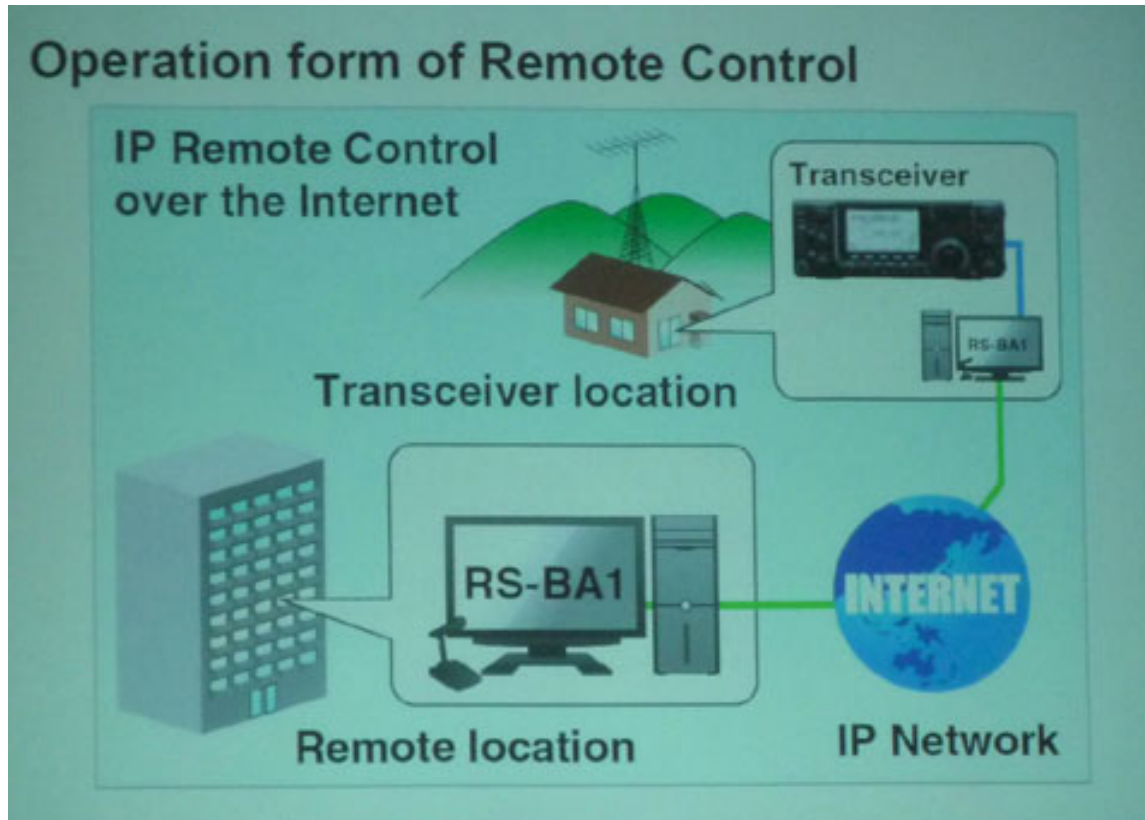 Operation form of Remote Control
IP Remote Control
over the Internet
Transceiver
RS-BA1
Transceiver location
RS-BA1
INTERNET
Remote location
IP Network